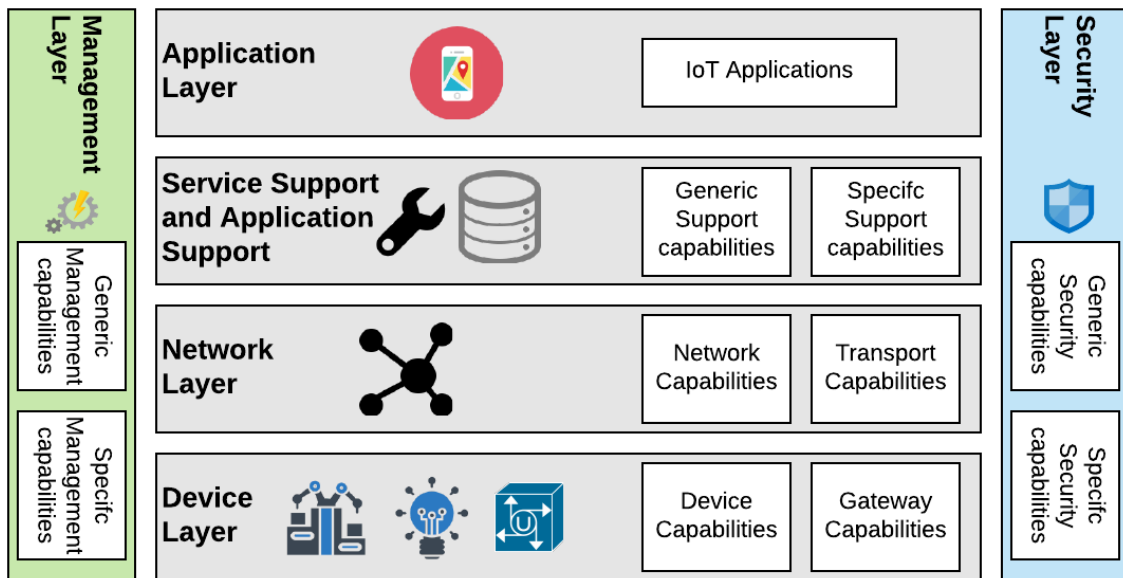 Management
Layer
Generic
Management
capabilities
Specifc
Management
capabilities
Application
Layer
IoT Applications
Service Support
and Application
Support
Generic
Support
capabilities
Specifc
Support
capabilities
Network
Layer
Network
Capabilities
Transport
Capabilities
Device
Layer
U
Device
Capabilities
Gateway
Capabilities
Security
Layer
Generic
Security
capabilities
Specifc
Security
capabilities